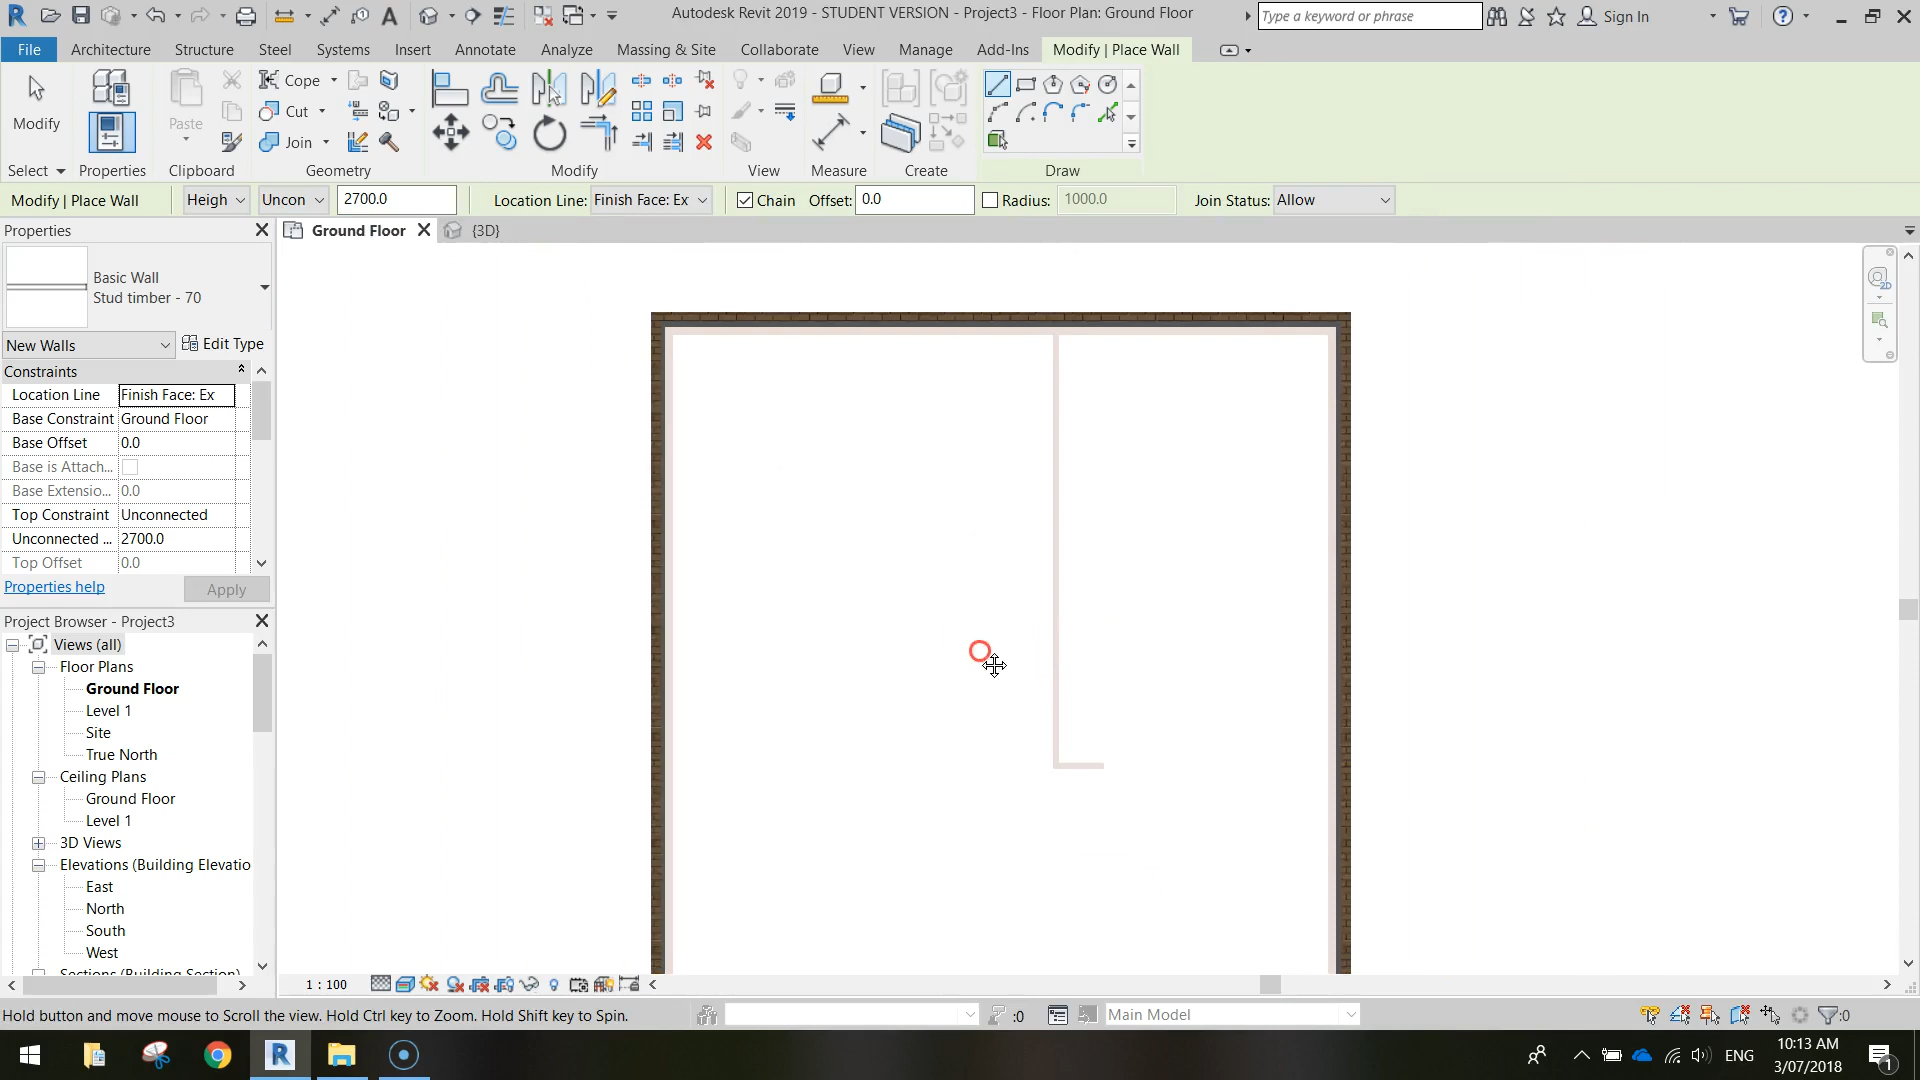 Autodesk Revit 2019 - STUDENT VERSION - Project3 - Floor Plan: Ground Floor
Type a keyword or phrase
Sign In
File Architecture Structure Steel Systems Insert Annotate Analyze Massing & Site Collaborate View Manage Add-Ins Modify | Place Wall
Modify Paste Cope
Cut
Join
Select Properties Clipboard Geometry Modify View Measure Create Draw
Modify | Place Wall Heigh Uncon 2700.0 Location Line: Finish Face: Ex Chain Offset: 0.0 Radius: 1000.0 Join Status: Allow
Properties
Ground Floor {3D}
Basic Wall
Stud timber - 70
New Walls Edit Type
Constraints
Location Line Finish Face: Ex
Base Constraint Ground Floor
Base Offset 0.0
Base is Attach...
Base Extensio... 0.0
Top Constraint Unconnected
Unconnected ... 2700.0
Top Offset 0.0
Properties help Apply
Project Browser - Project3
Views (all)
Floor Plans
Ground Floor
Level 1
Site
True North
Ceiling Plans
Ground Floor
Level 1
3D Views
Elevations (Building Elevatio
East
North
South
West
Sections (Building Section)
1 : 100
Hold button and move mouse to Scroll the view. Hold Ctrl key to Zoom. Hold Shift key to Spin.
:0
Main Model
:0
ENG
10:13 AM
3/07/2018
1